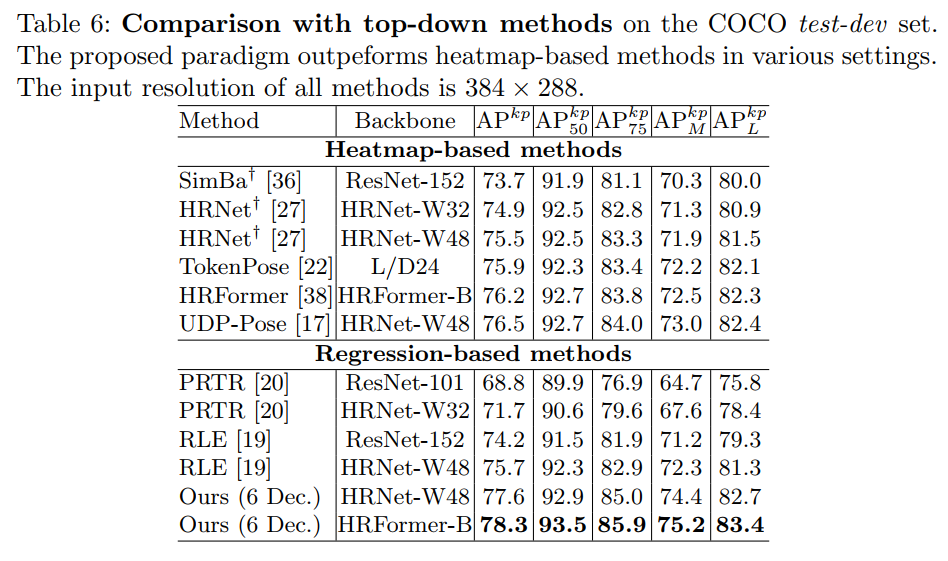 Table 6: Comparison with top-down methods on the COCO test-dev set.
The proposed paradigm outpeforms heatmap-based methods in various settings.
The input resolution of all methods is 384 × 288.
Method Backbone AP^{kp} AP^{kp}_{50} AP^{kp}_{75} AP^{kp}_{M} AP^{kp}_{L}
Heatmap-based methods
SimBa† [36] ResNet-152 73.7 91.9 81.1 70.3 80.0
HRNet† [27] HRNet-W32 74.9 92.5 82.8 71.3 80.9
HRNet† [27] HRNet-W48 75.5 92.5 83.3 71.9 81.5
TokenPose [22] L/D24 75.9 92.3 83.4 72.2 82.1
HRFormer [38] HRFormer-B 76.2 92.7 83.8 72.5 82.3
UDP-Pose [17] HRNet-W48 76.5 92.7 84.0 73.0 82.4
Regression-based methods
PRTR [20] ResNet-101 68.8 89.9 76.9 64.7 75.8
PRTR [20] HRNet-W32 71.7 90.6 79.6 67.6 78.4
RLE [19] ResNet-152 74.2 91.5 81.9 71.2 79.3
RLE [19] HRNet-W48 75.7 92.3 82.9 72.3 81.3
Ours (6 Dec.) HRNet-W48 77.6 92.9 85.0 74.4 82.7
Ours (6 Dec.) HRFormer-B 78.3 93.5 85.9 75.2 83.4